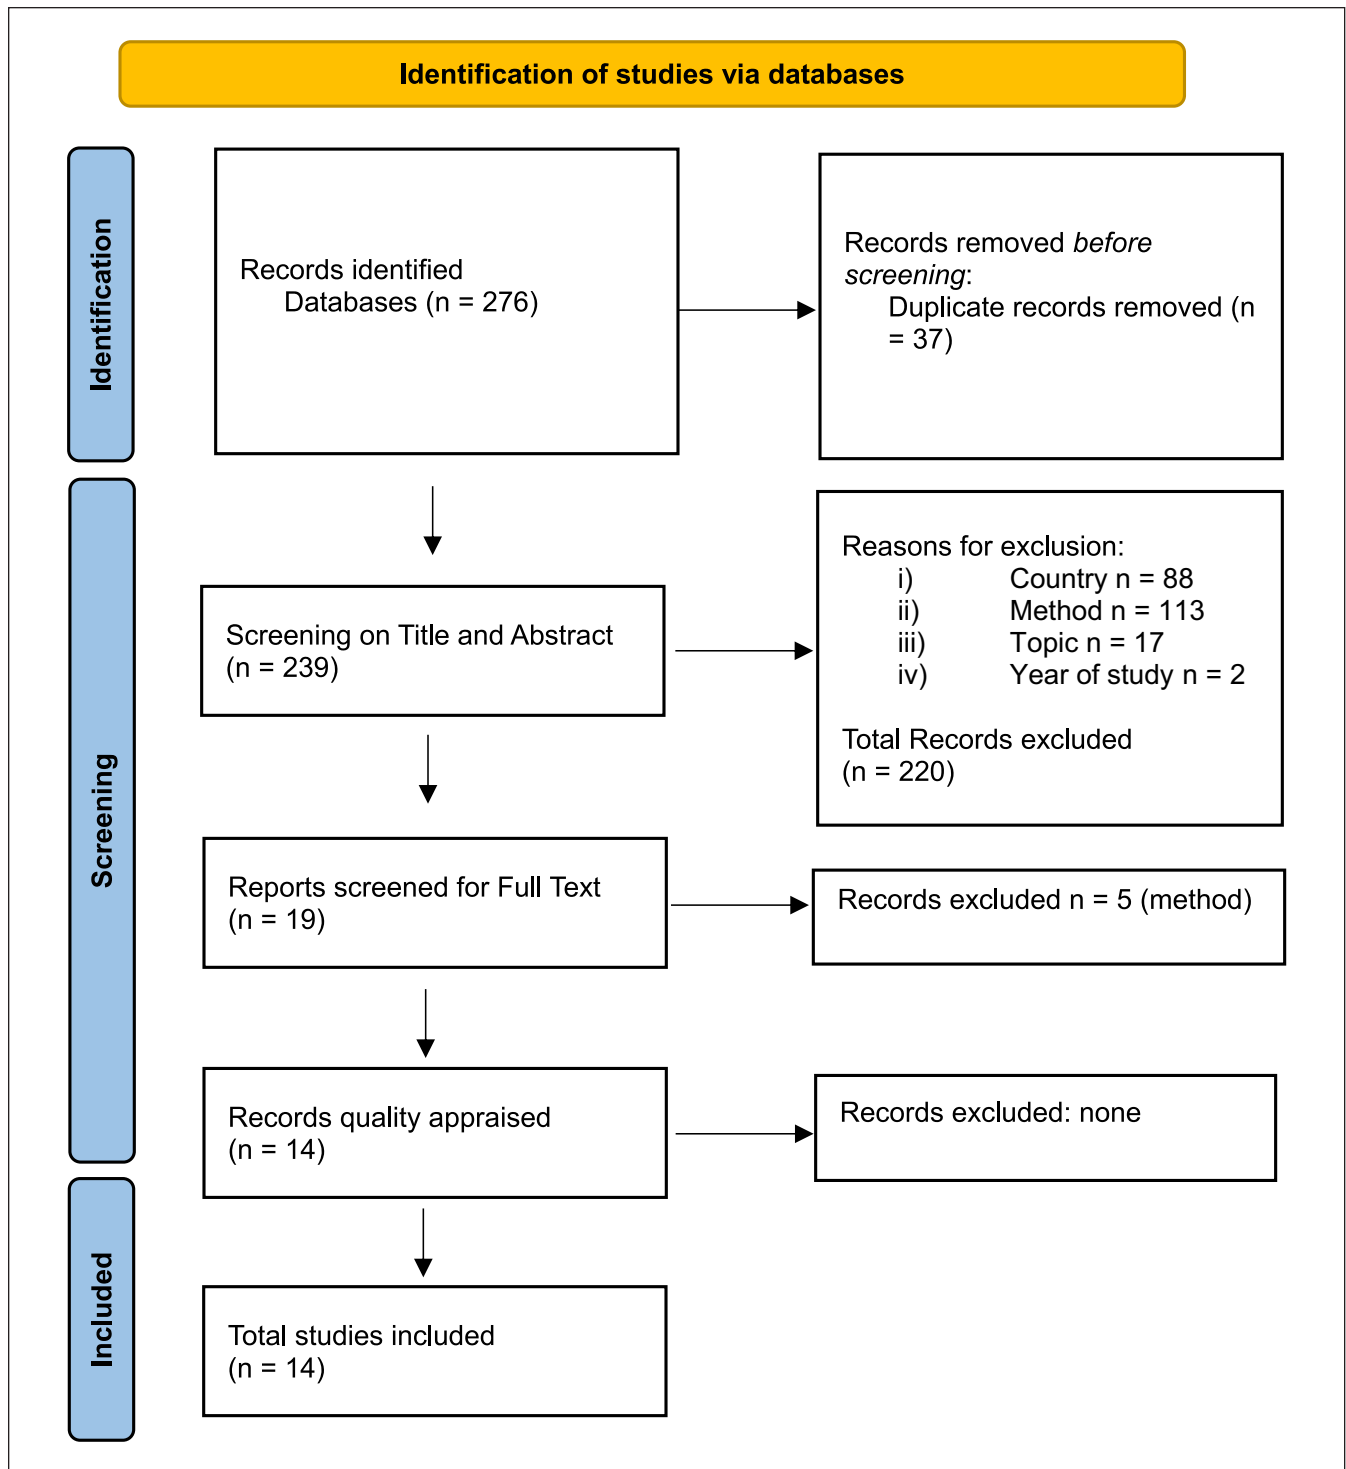 Identification of studies via databases
Identification
Records identified
Databases (n = 276)
Records removed before
screening:
Duplicate records removed (n
= 37)
Screening
Screening on Title and Abstract
(n = 239)
Reasons for exclusion:
i) Country n = 88
ii) Method n = 113
iii) Topic n = 17
iv) Year of study n = 2
Total Records excluded
(n = 220)
Reports screened for Full Text
(n = 19)
Records excluded n = 5 (method)
Records quality appraised
(n = 14)
Records excluded: none
Included
Total studies included
(n = 14)